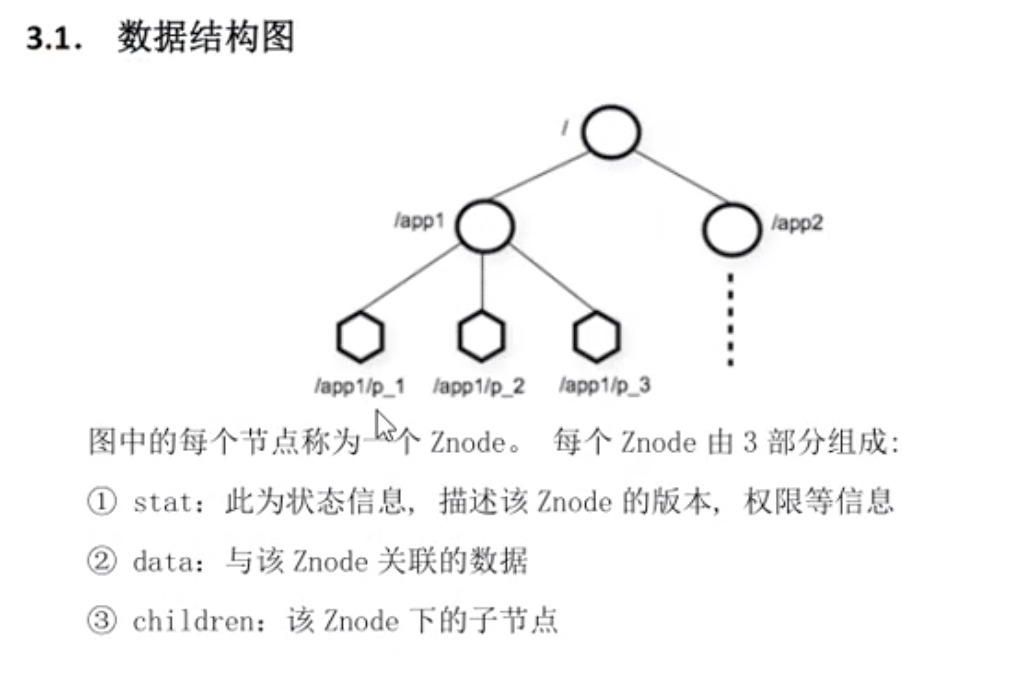 3.1. 数据结构图
/
/app1
/app2
/app1/p_1 /app1/p_2 /app1/p_3
图中的每个节点称为一个 Znode。 每个 Znode 由 3 部分组成:
① stat: 此为状态信息, 描述该 Znode 的版本, 权限等信息
② data: 与该 Znode 关联的数据
③ children: 该 Znode 下的子节点